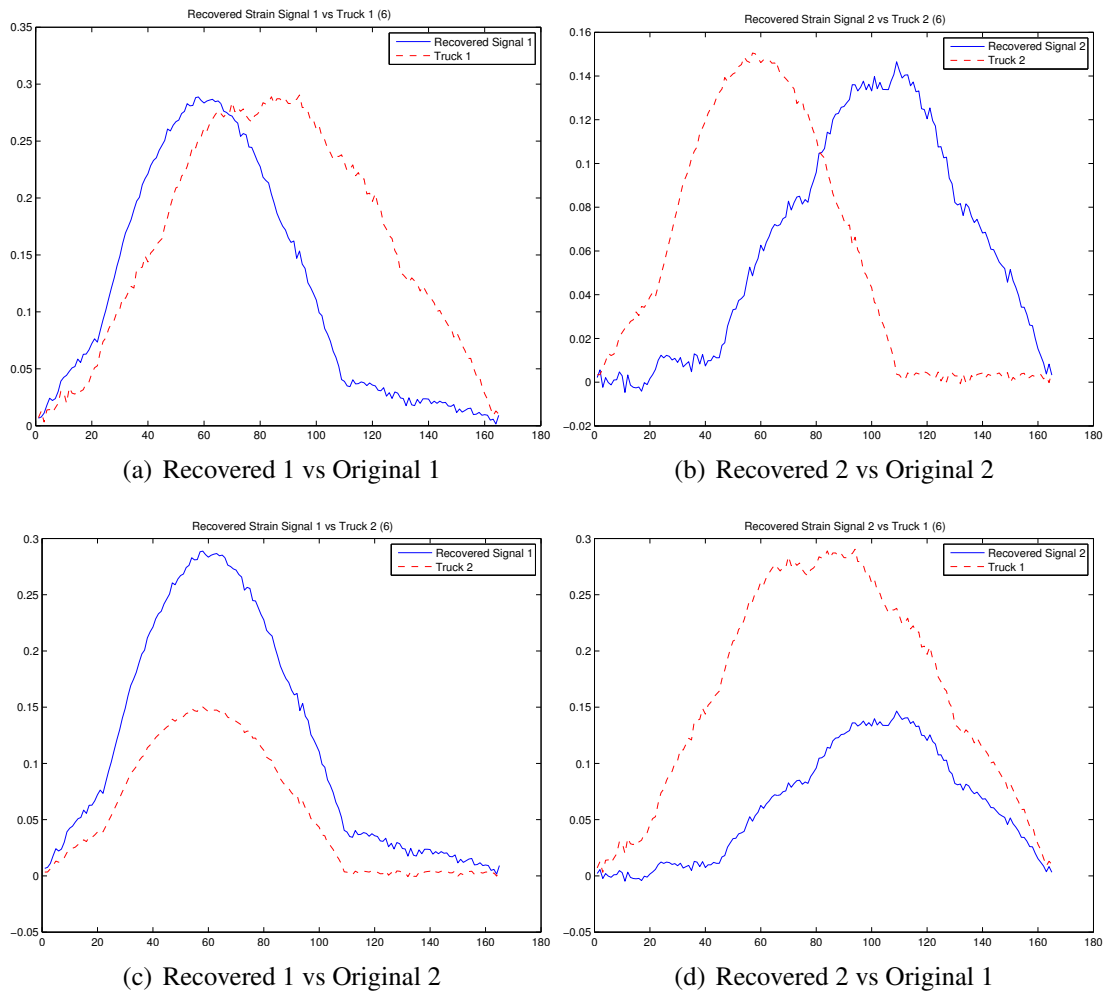 Recovered Strain Signal 1 vs Truck 1 (6)
Recovered Signal 1
Truck 1
0.35
0.3
0.25
0.2
0.15
0.1
0.05
0
0 20 40 60 80 100 120 140 160 180
(a) Recovered 1 vs Original 1
Recovered Strain Signal 2 vs Truck 2 (6)
Recovered Signal 2
Truck 2
0.16
0.14
0.12
0.1
0.08
0.06
0.04
0.02
0
−0.02
0 20 40 60 80 100 120 140 160 180
(b) Recovered 2 vs Original 2
Recovered Strain Signal 1 vs Truck 2 (6)
Recovered Signal 1
Truck 2
0.3
0.25
0.2
0.15
0.1
0.05
0
−0.05
0 20 40 60 80 100 120 140 160 180
(c) Recovered 1 vs Original 2
Recovered Strain Signal 2 vs Truck 1 (6)
Recovered Signal 2
Truck 1
0.3
0.25
0.2
0.15
0.1
0.05
0
−0.05
0 20 40 60 80 100 120 140 160 180
(d) Recovered 2 vs Original 1